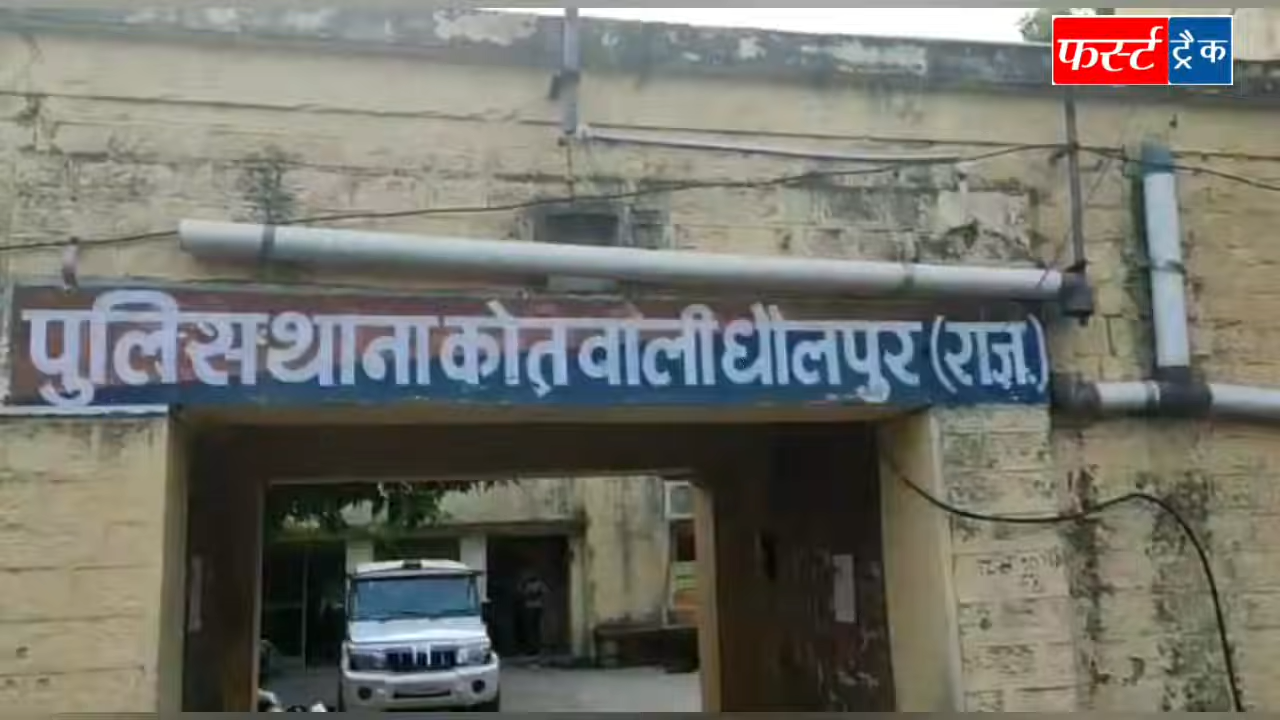 फर्स्ट ट्रैक
पुलिस थाना कोतवाली धौलपुर (राज.)